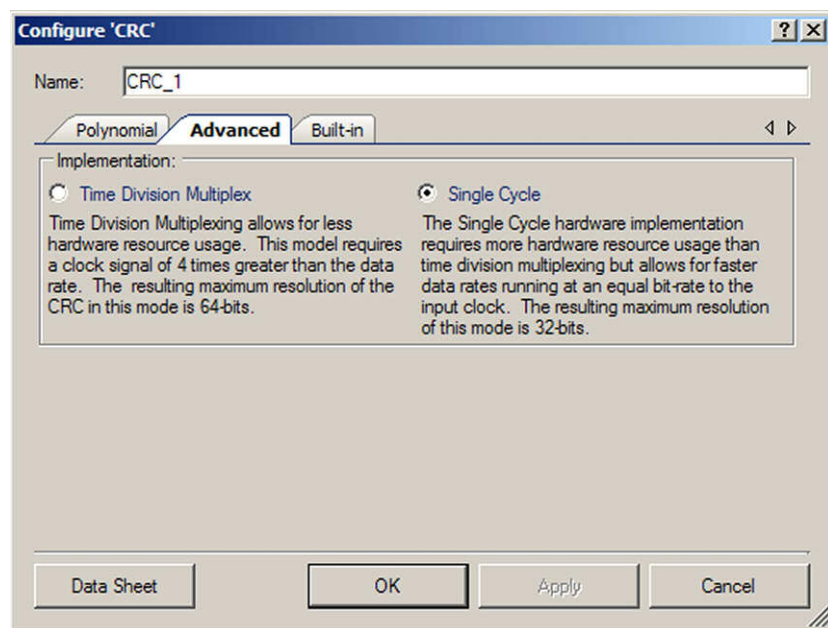 Configure 'CRC'
Name: CRC_1
Polynomial Advanced Built-in
Implementation:
Time Division Multiplex
Time Division Multiplexing allows for less
hardware resource usage. This model requires
a clock signal of 4 times greater than the data
rate. The resulting maximum resolution of the
CRC in this mode is 64-bits.
Single Cycle
The Single Cycle hardware implementation
requires more hardware resource usage than
time division multiplexing but allows for faster
data rates running at an equal bit-rate to the
input clock. The resulting maximum resolution
of this mode is 32-bits.
Data Sheet OK Apply Cancel